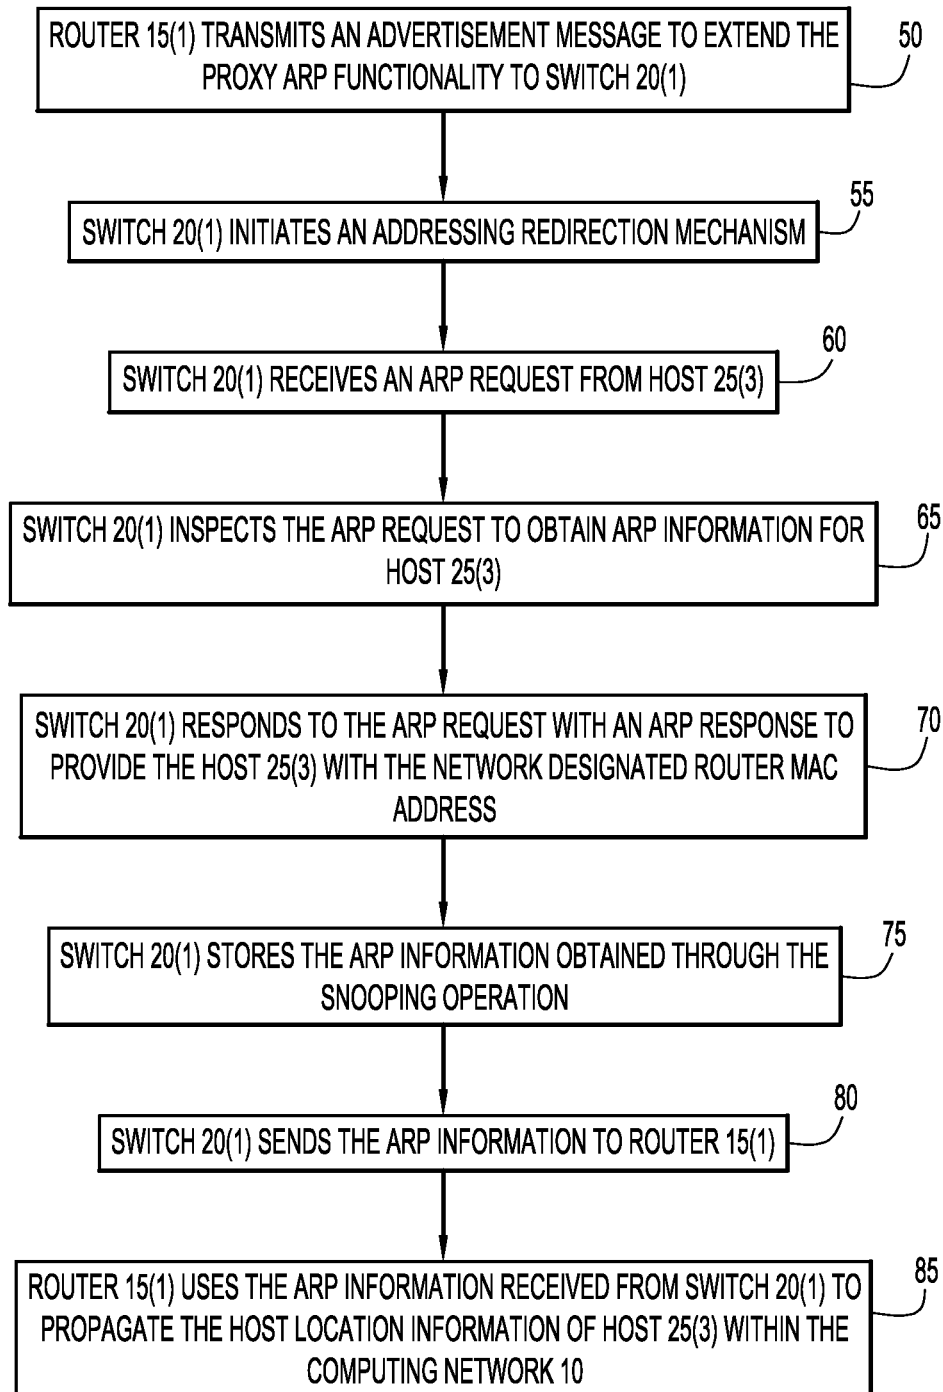 ROUTER 15(1) TRANSMITS AN ADVERTISEMENT MESSAGE TO EXTEND THE
PROXY ARP FUNCTIONALITY TO SWITCH 20(1)
50
SWITCH 20(1) INITIATES AN ADDRESSING REDIRECTION MECHANISM
55
SWITCH 20(1) RECEIVES AN ARP REQUEST FROM HOST 25(3)
60
SWITCH 20(1) INSPECTS THE ARP REQUEST TO OBTAIN ARP INFORMATION FOR
HOST 25(3)
65
SWITCH 20(1) RESPONDS TO THE ARP REQUEST WITH AN ARP RESPONSE TO
PROVIDE THE HOST 25(3) WITH THE NETWORK DESIGNATED ROUTER MAC
ADDRESS
70
SWITCH 20(1) STORES THE ARP INFORMATION OBTAINED THROUGH THE
SNOOPING OPERATION
75
SWITCH 20(1) SENDS THE ARP INFORMATION TO ROUTER 15(1)
80
ROUTER 15(1) USES THE ARP INFORMATION RECEIVED FROM SWITCH 20(1) TO
PROPAGATE THE HOST LOCATION INFORMATION OF HOST 25(3) WITHIN THE
COMPUTING NETWORK 10
85